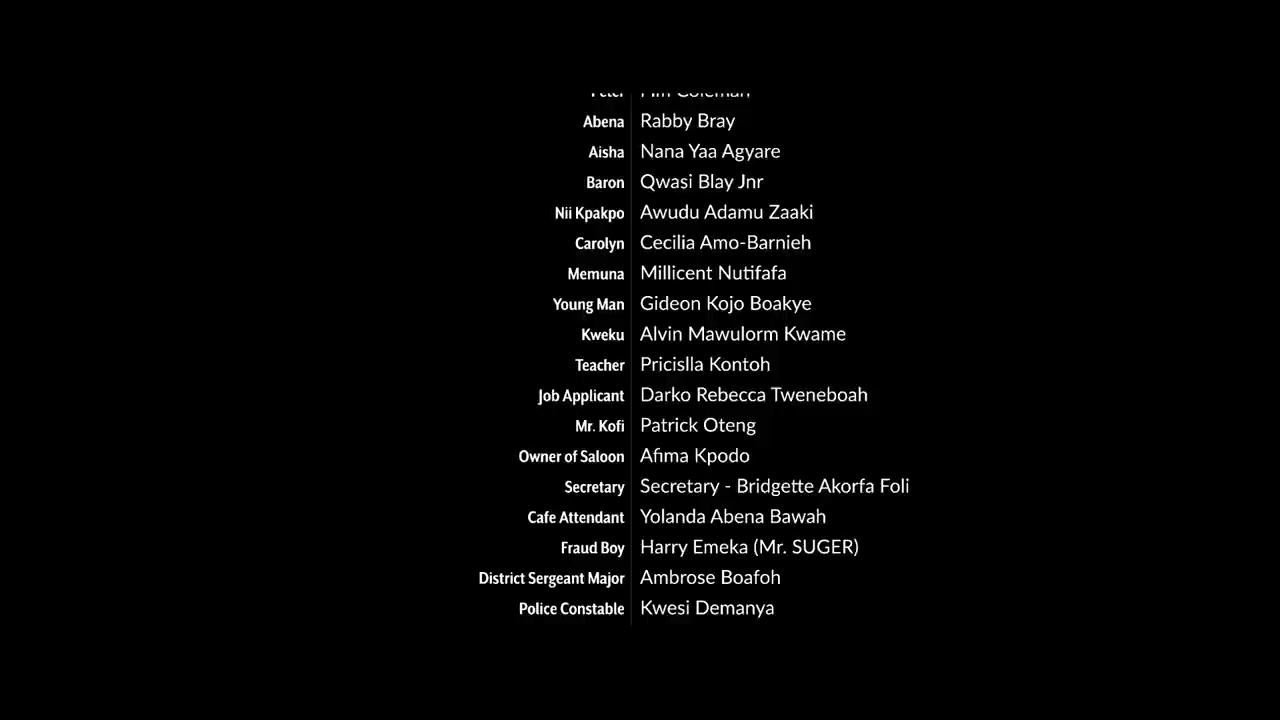 Abena Rabby Bray
Aisha Nana Yaa Agyare
Baron Qwasi Blay Jnr
Nii Kpakpo Awudu Adamu Zaaki
Carolyn Cecilia Amo-Barnieh
Memuna Millicent Nutifafa
Young Man Gideon Kojo Boakye
Kweku Alvin Mawulorm Kwame
Teacher Pricislla Kontoh
Job Applicant Darko Rebecca Tweneboah
Mr. Kofi Patrick Oteng
Owner of Saloon Afima Kpodo
Secretary Secretary - Bridgette Akorfa Foli
Cafe Attendant Yolanda Abena Bawah
Fraud Boy Harry Emeka (Mr. SUGER)
District Sergeant Major Ambrose Boafoh
Police Constable Kwesi Demanya